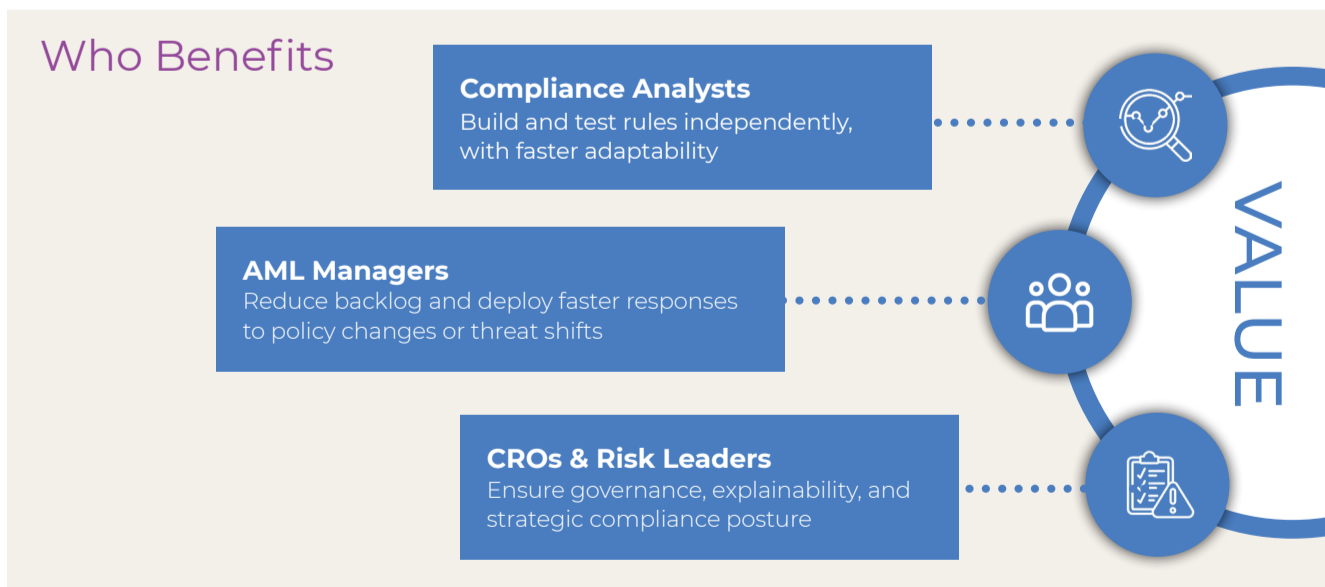 Who Benefits
Compliance Analysts
Build and test rules independently,
with faster adaptability
AML Managers
Reduce backlog and deploy faster responses
to policy changes or threat shifts
CROs & Risk Leaders
Ensure governance, explainability, and
strategic compliance posture
VALUE